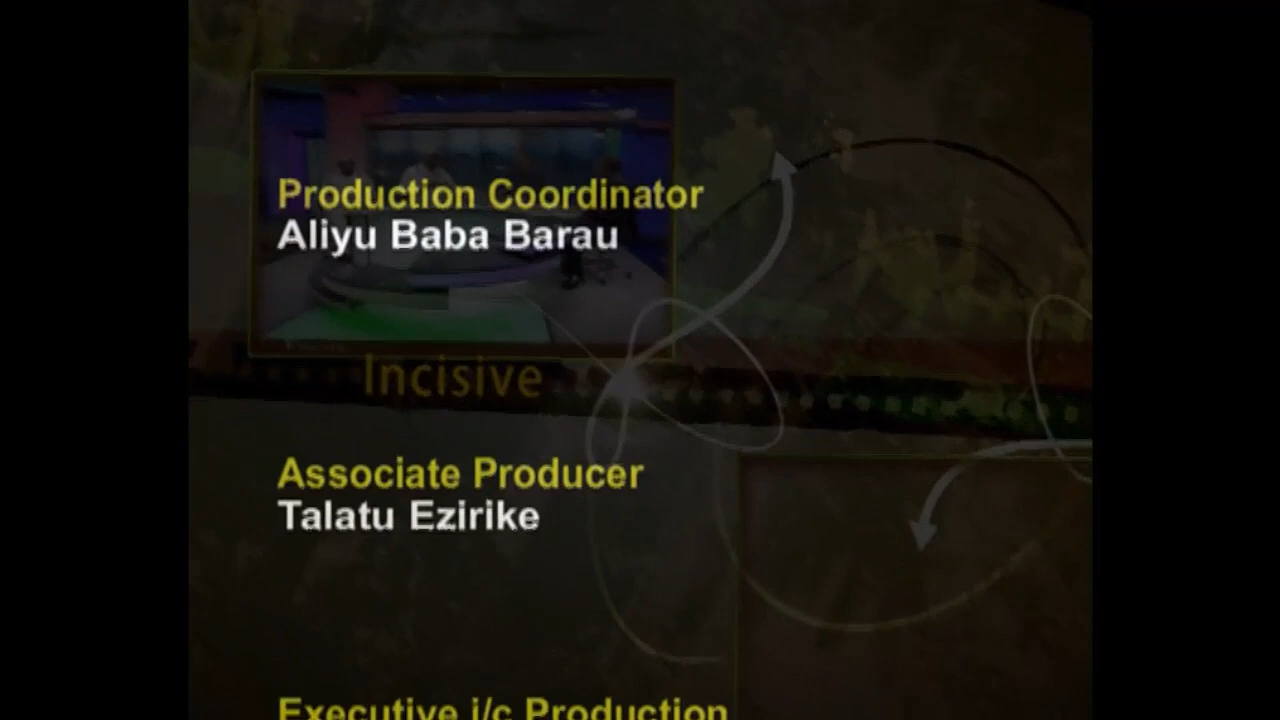 Production Coordinator
Aliyu Baba Barau
Incisive
Associate Producer
Talatu Ezirike
Executive i/c Production